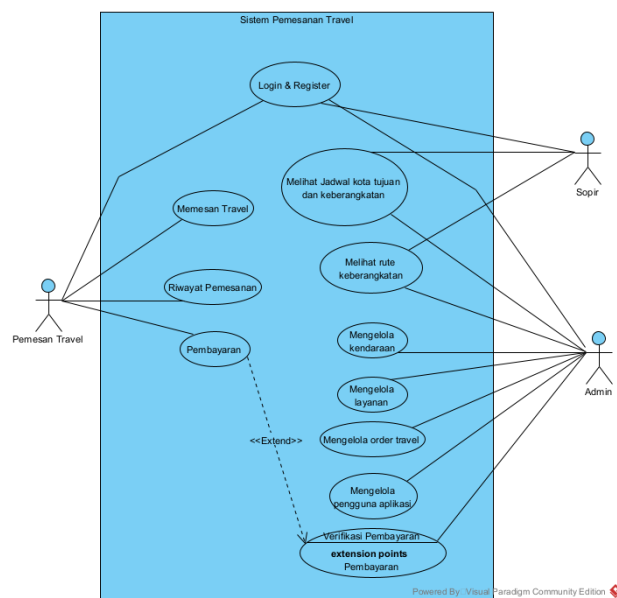 Sistem Pemesanan Travel
Login & Register
Melihat Jadwal kota tujuan
dan keberangkatan
Sopir
Memesan Travel
Melihat rute
keberangkatan
Riwayat Pemesanan
Pemesan Travel
Pembayaran
Mengelola
kendaraan
Admin
Mengelola
layanan
<<Extend>>
Mengelola order travel
Mengelola
pengguna aplikasi
Verifikasi Pembayaran
extension points
Pembayaran
Powered By: Visual Paradigm Community Edition